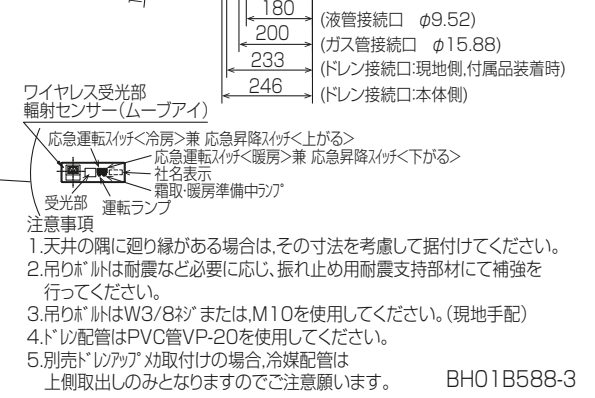 180
(液管接続口 φ9.52)
200
(ガス管接続口 φ15.88)
233
(ドレン接続口:現地側,付属品装着時)
246
(ドレン接続口:本体側)
ワイヤレス受光部
輻射センサー(ムーブアイ)
応急運転スイッチ<冷房>兼 応急昇降スイッチ<上がる>
応急運転スイッチ<暖房>兼 応急昇降スイッチ<下がる>
社名表示
霜取・暖房準備中ランプ
受光部
運転ランプ
注意事項
1.天井の隅に廻り縁がある場合は,その寸法を考慮して据付けてください。
2.吊りボルトは耐震など必要に応じ、振れ止め用耐震支持部材にて補強を
行ってください。
3.吊りボルトはW3/8ネジまたは,M10を使用してください。(現地手配)
4.ドレン配管はPVC管VP-20を使用してください。
5.別売ドレンアップメカ取付けの場合,冷媒配管は
上側取出しのみとなりますのでご注意願います。
BH01B588-3